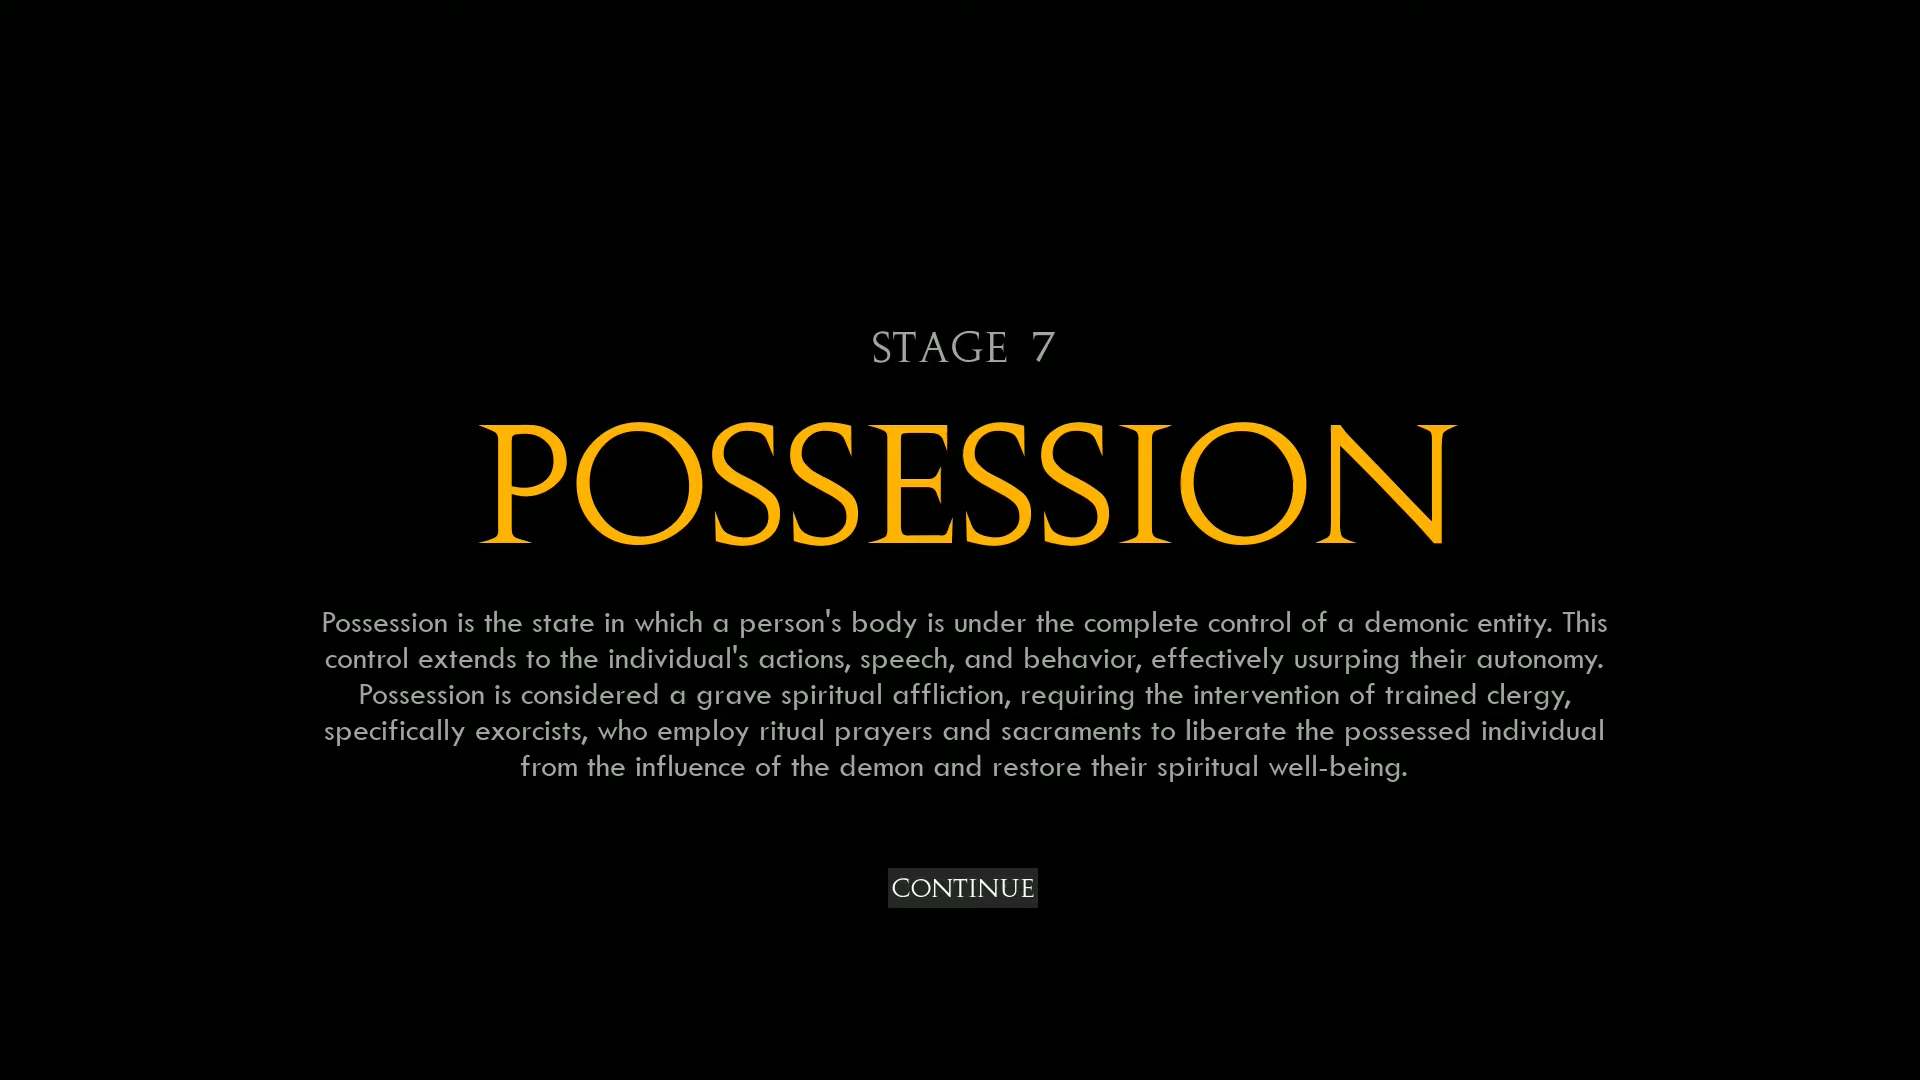 STAGE 7
POSSESSION
Possession is the state in which a person's body is under the complete control of a demonic entity. This
control extends to the individual's actions, speech, and behavior, effectively usurping their autonomy.
Possession is considered a grave spiritual affliction, requiring the intervention of trained clergy,
specifically exorcists, who employ ritual prayers and sacraments to liberate the possessed individual
from the influence of the demon and restore their spiritual well-being.
CONTINUE